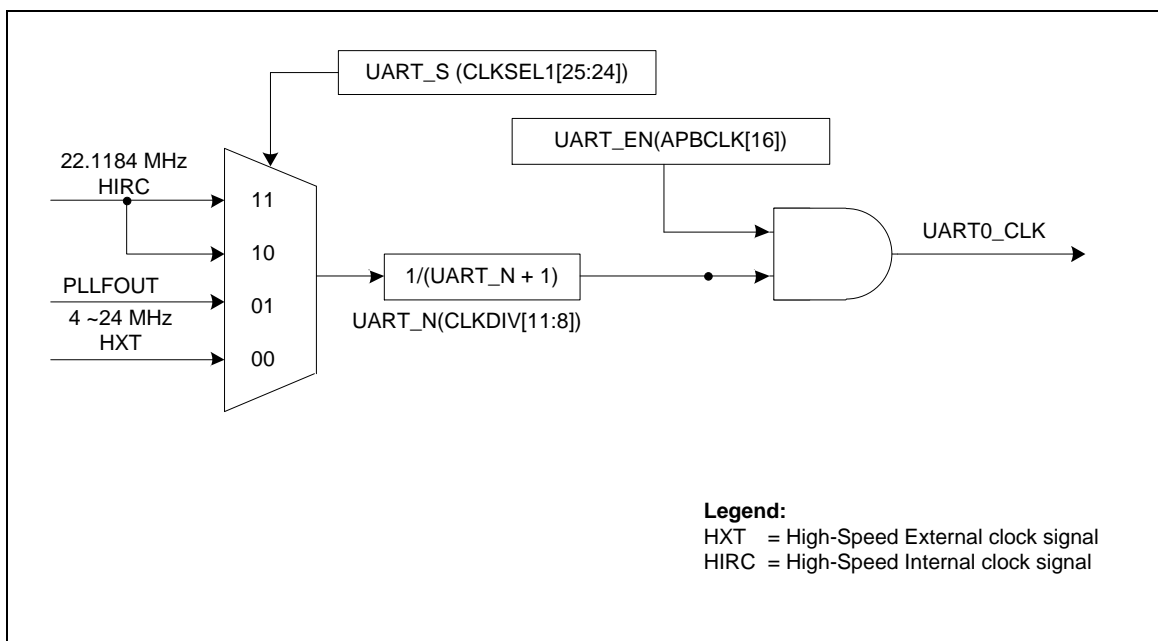 UART_S (CLKSEL1[25:24])
UART_EN(APBCLK[16])
22.1184 MHz
HIRC
11
10
PLLFOUT
01
4 ~24 MHz
HXT
00
1/(UART_N + 1)
UART_N(CLKDIV[11:8])
UART0_CLK
Legend:
HXT = High-Speed External clock signal
HIRC = High-Speed Internal clock signal